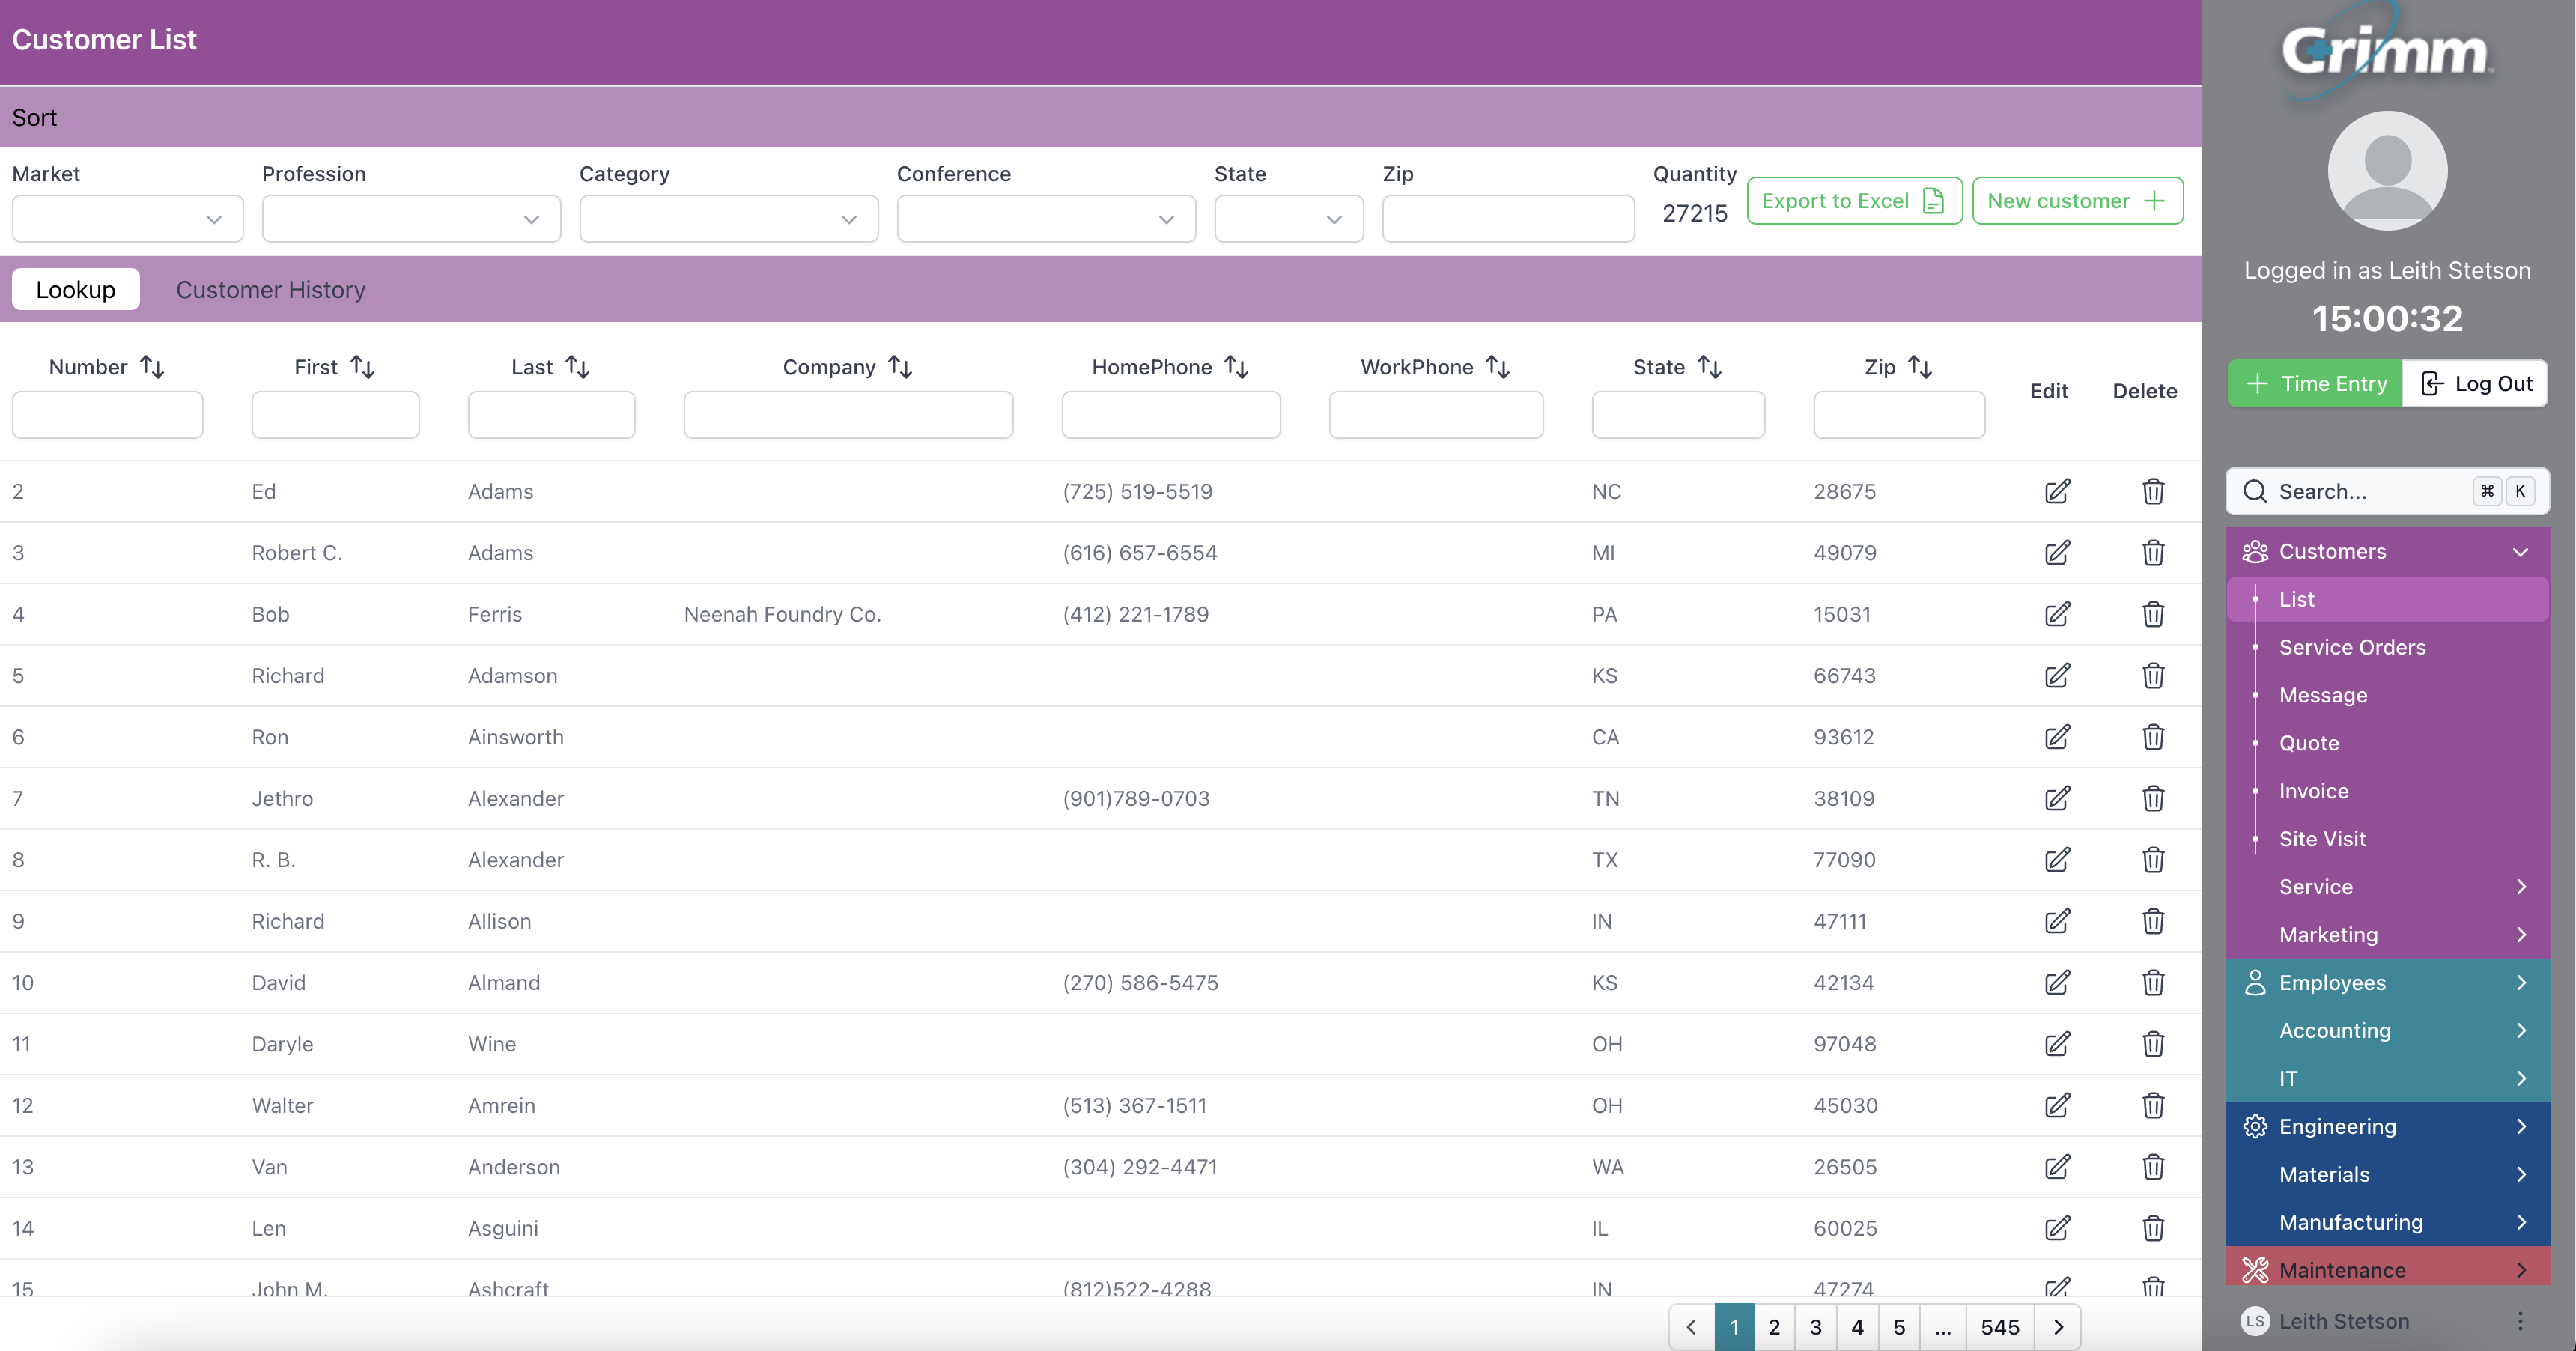 Customer List
Sort
Market Profession Category Conference State Zip Quantity
27215 Export to Excel New customer
Lookup Customer History
Number First Last Company HomePhone WorkPhone State Zip Edit Delete
2 Ed Adams (725) 519-5519 NC 28675
3 Robert C. Adams (616) 657-6554 MI 49079
4 Bob Ferris Neenah Foundry Co. (412) 221-1789 PA 15031
5 Richard Adamson KS 66743
6 Ron Ainsworth CA 93612
7 Jethro Alexander (901)789-0703 TN 38109
8 R. B. Alexander TX 77090
9 Richard Allison IN 47111
10 David Almand (270) 586-5475 KS 42134
11 Daryle Wine OH 97048
12 Walter Amrein (513) 367-1511 OH 45030
13 Van Anderson (304) 292-4471 WA 26505
14 Len Asguini IL 60025
15 John M. Ashcraft (812)522-4288 IN 47274
1 2 3 4 5 ... 545
Grimm
Logged in as Leith Stetson
15:00:32
Time Entry Log Out
Search... ⌘ K
Customers
List
Service Orders
Message
Quote
Invoice
Site Visit
Service
Marketing
Employees
Accounting
IT
Engineering
Materials
Manufacturing
Maintenance
LS Leith Stetson